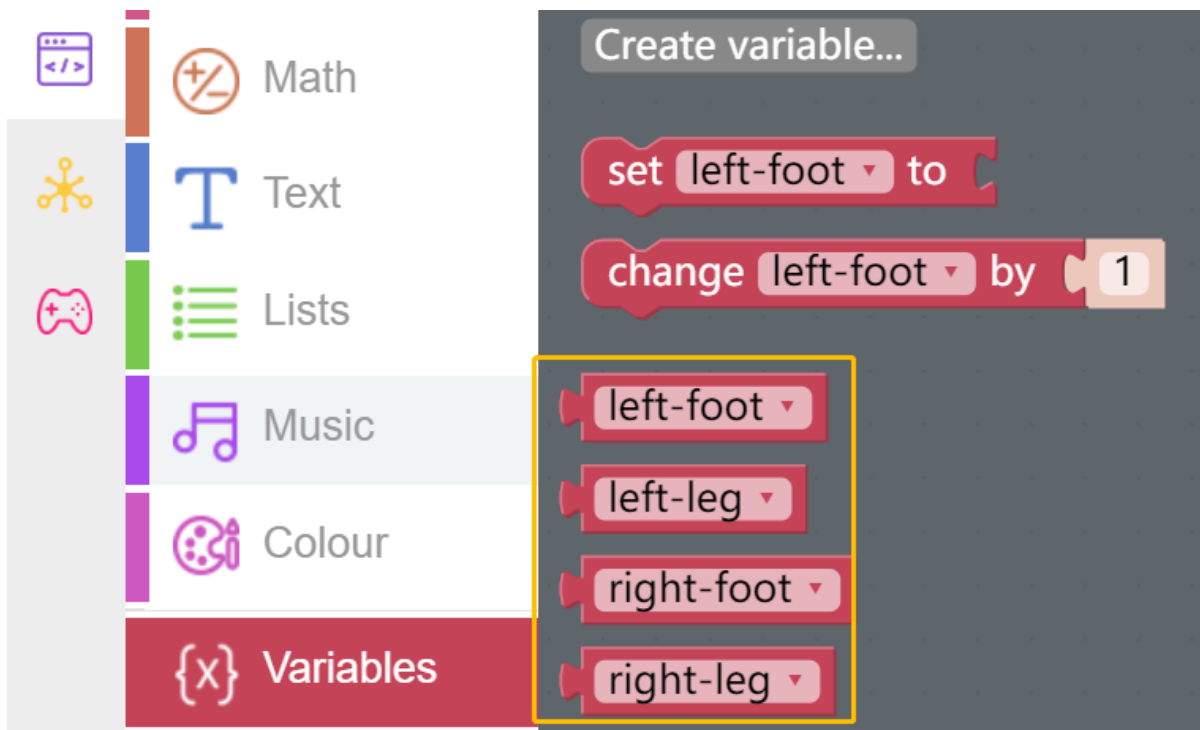 Math
Text
Lists
Music
Colour
Variables
Create variable...
set left-foot to
change left-foot by 1
left-foot
left-leg
right-foot
right-leg